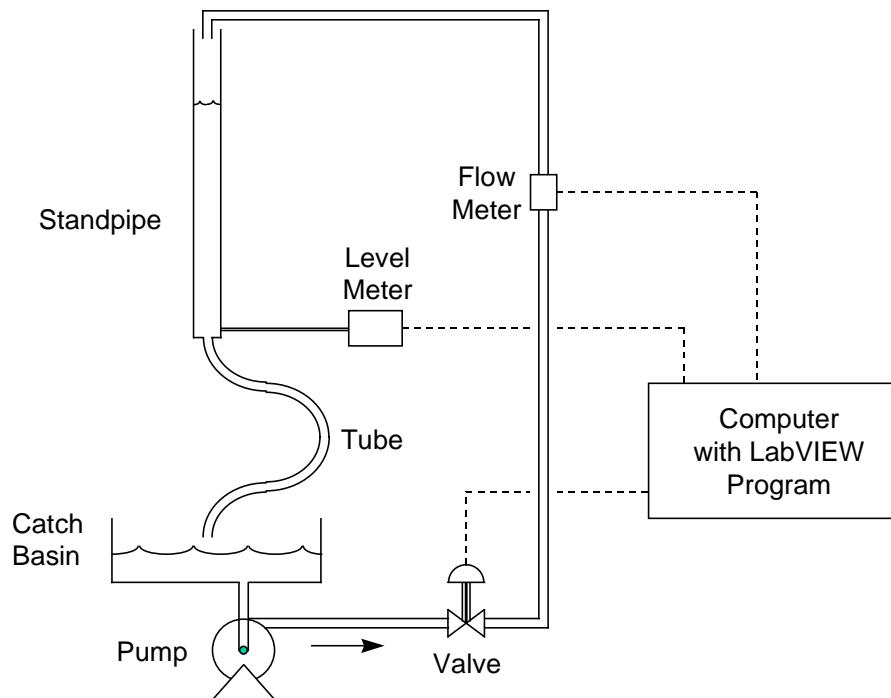 Flow
Meter
Standpipe
Level
Meter
Computer
with LabVIEW
Program
Tube
Catch
Basin
Pump
Valve